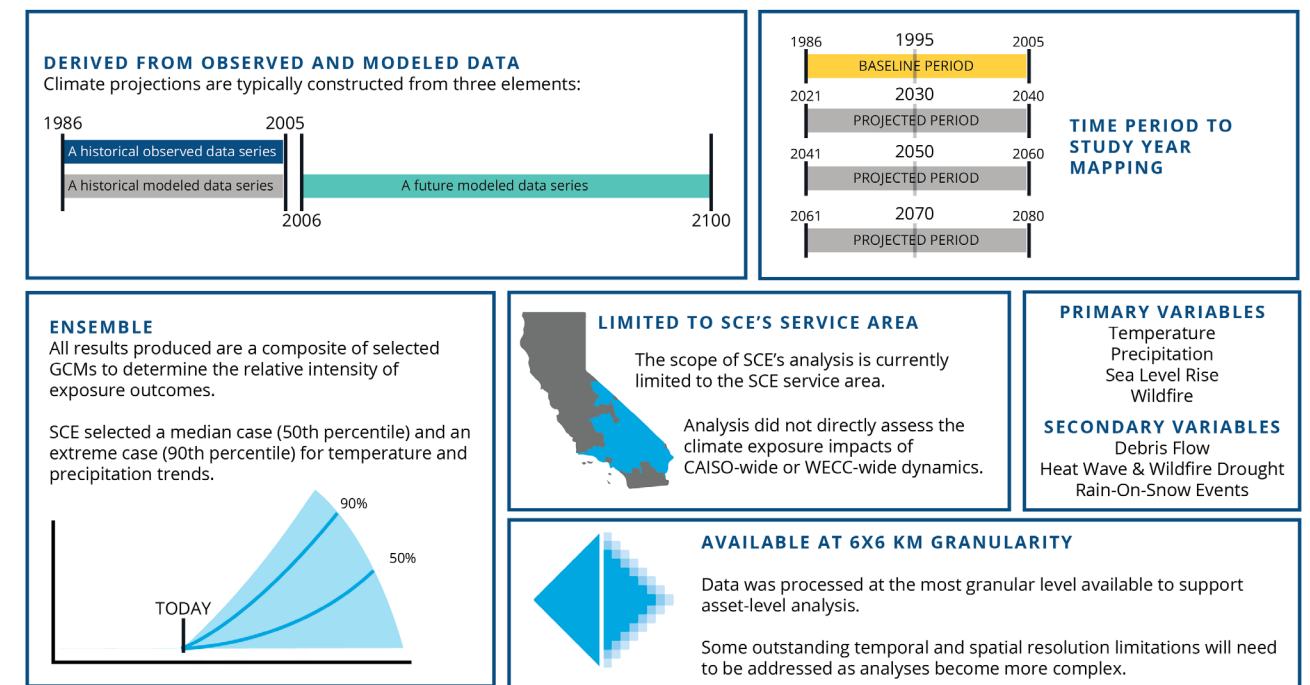 DERIVED FROM OBSERVED AND MODELED DATA
Climate projections are typically constructed from three elements:
1986
2005
A historical observed data series
A historical modeled data series
A future modeled data series
2006
2100
1986
1995
2005
BASELINE PERIOD
2021
2030
2040
PROJECTED PERIOD
2041
2050
2060
PROJECTED PERIOD
2061
2070
2080
PROJECTED PERIOD
TIME PERIOD TO
STUDY YEAR
MAPPING
ENSEMBLE
All results produced are a composite of selected
GCMs to determine the relative intensity of
exposure outcomes.
SCE selected a median case (50th percentile) and an
extreme case (90th percentile) for temperature and
precipitation trends.
90%
50%
TODAY
LIMITED TO SCE’S SERVICE AREA
The scope of SCE’s analysis is currently
limited to the SCE service area.
Analysis did not directly assess the
climate exposure impacts of
CAISO-wide or WECC-wide dynamics.
PRIMARY VARIABLES
Temperature
Precipitation
Sea Level Rise
Wildfire
SECONDARY VARIABLES
Debris Flow
Heat Wave & Wildfire Drought
Rain-On-Snow Events
AVAILABLE AT 6X6 KM GRANULARITY
Data was processed at the most granular level available to support
asset-level analysis.
Some outstanding temporal and spatial resolution limitations will need
to be addressed as analyses become more complex.